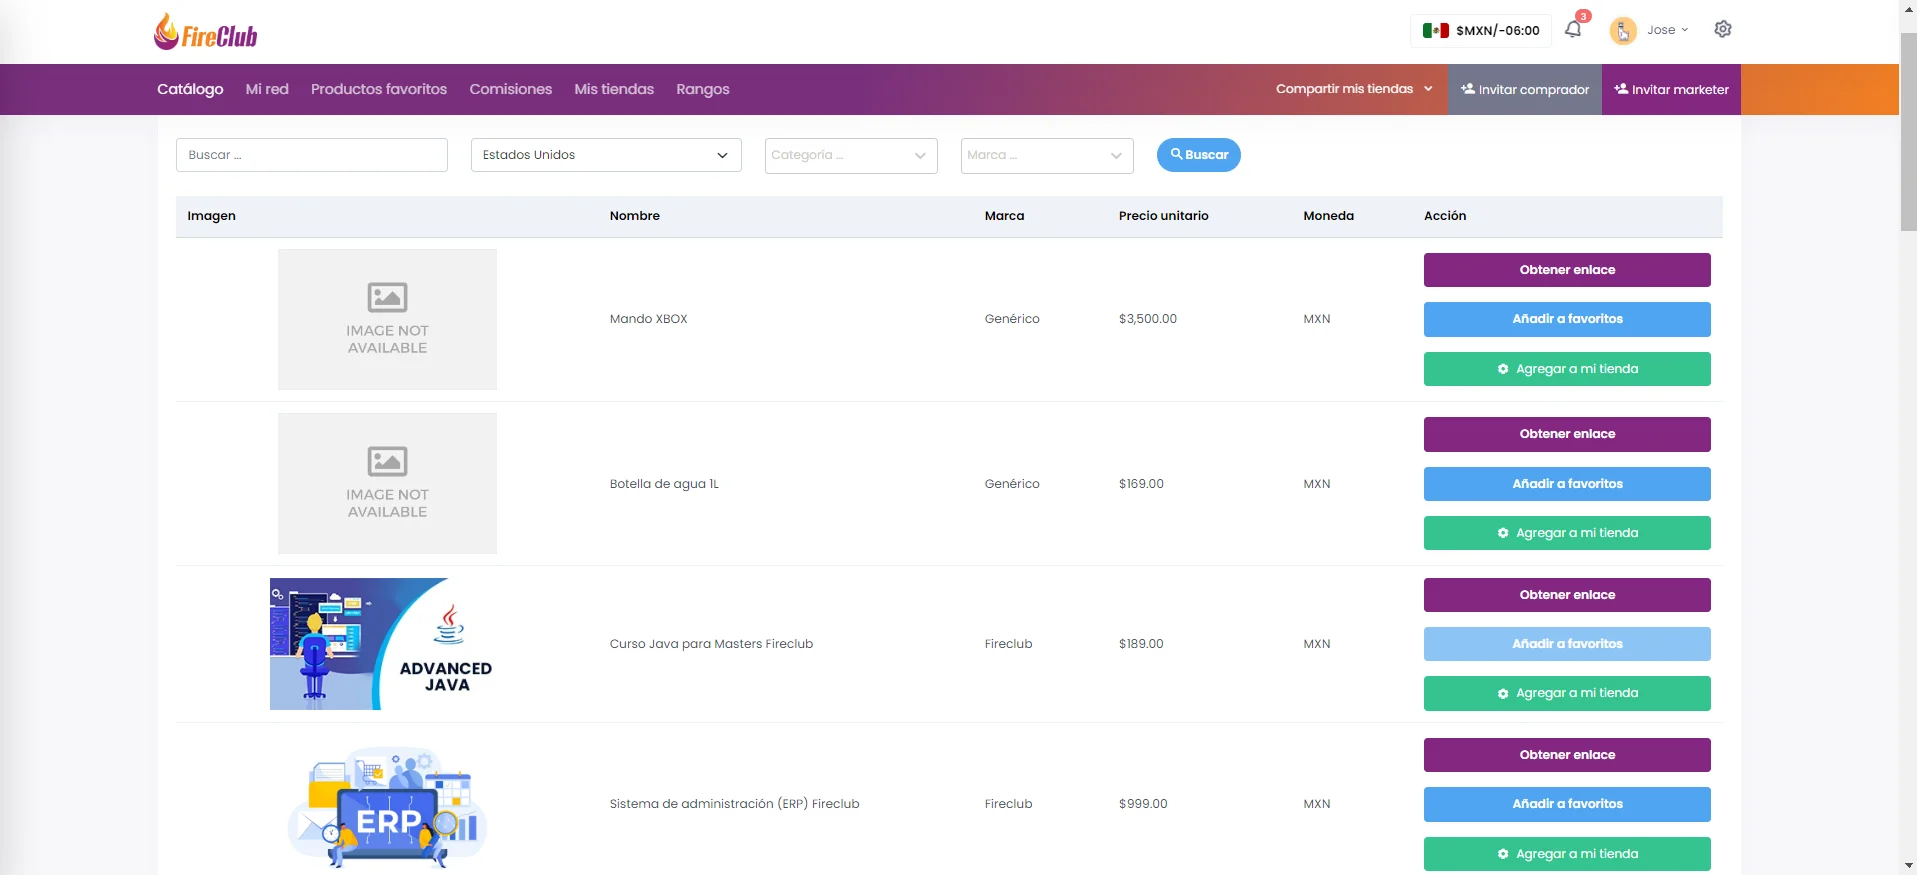 FireClub
$MXN/-06:00
3
Jose
Catálogo
Mi red
Productos favoritos
Comisiones
Mis tiendas
Rangos
Compartir mis tiendas
Invitar comprador
Invitar marketer
Buscar ...
Estados Unidos
Categoría ...
Marca ...
Buscar
Imagen
Nombre
Marca
Precio unitario
Moneda
Acción
IMAGE NOT
AVAILABLE
Mando XBOX
Genérico
$3,500.00
MXN
Obtener enlace
Añadir a favoritos
Agregar a mi tienda
IMAGE NOT
AVAILABLE
Botella de agua 1L
Genérico
$169.00
MXN
Obtener enlace
Añadir a favoritos
Agregar a mi tienda
ADVANCED
JAVA
Curso Java para Masters Fireclub
Fireclub
$189.00
MXN
Obtener enlace
Añadir a favoritos
Agregar a mi tienda
ERP
Sistema de administración (ERP) Fireclub
Fireclub
$999.00
MXN
Obtener enlace
Añadir a favoritos
Agregar a mi tienda